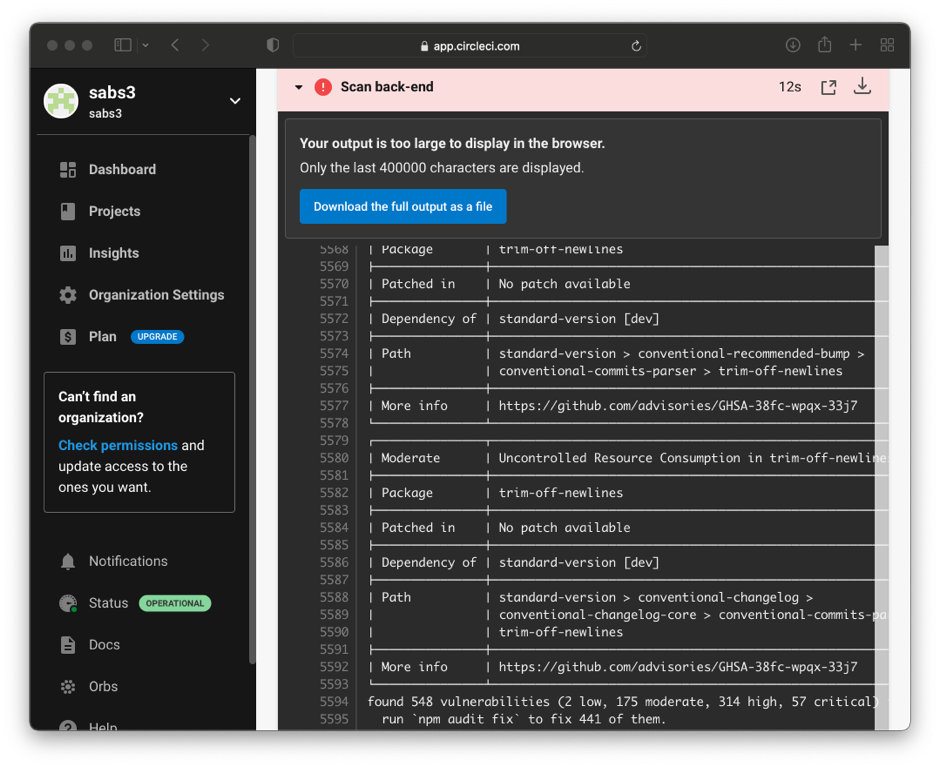 app.circleci.com
sabs3
sabs3
Dashboard
Projects
Insights
Organization Settings
Plan UPGRADE
Can't find an
organization?
Check permissions and
update access to the
ones you want.
Notifications
Status OPERATIONAL
Docs
Orbs
Help
Scan back-end 12s
Your output is too large to display in the browser.
Only the last 400000 characters are displayed.
Download the full output as a file
5568 | Package | trim-off-newlines
5569
5570 | Patched in | No patch available
5571
5572 | Dependency of | standard-version [dev]
5573
5574 | Path | standard-version > conventional-recommended-bump >
5575 | | conventional-commits-parser > trim-off-newlines
5576
5577 | More info | https://github.com/advisories/GHSA-38fc-wpqx-33j7
5578
5579
5580 | Moderate | Uncontrolled Resource Consumption in trim-off-newline
5581
5582 | Package | trim-off-newlines
5583
5584 | Patched in | No patch available
5585
5586 | Dependency of | standard-version [dev]
5587
5588 | Path | standard-version > conventional-changelog >
5589 | | conventional-changelog-core > conventional-commits-pa
5590 | | trim-off-newlines
5591
5592 | More info | https://github.com/advisories/GHSA-38fc-wpqx-33j7
5593
5594 found 548 vulnerabilities (2 low, 175 moderate, 314 high, 57 critical)
5595 run `npm audit fix` to fix 441 of them.